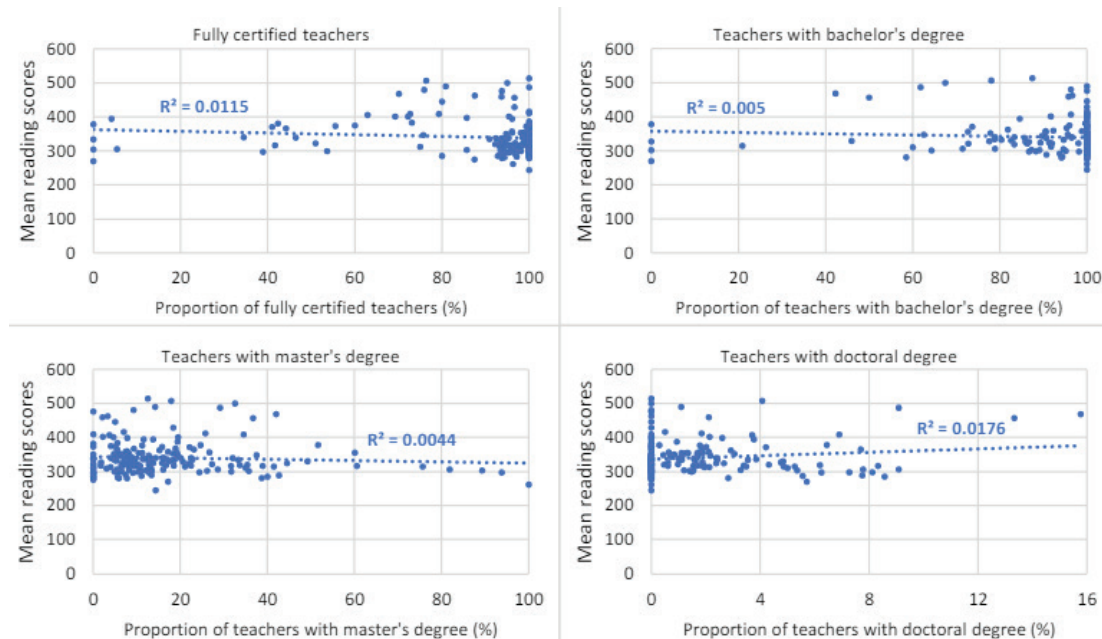 Fully certified teachers
Mean reading scores
600
500
400
300
200
100
0
R² = 0.0115
0 20 40 60 80 100
Proportion of fully certified teachers (%)
Teachers with bachelor's degree
Mean reading scores
600
500
400
300
200
100
0
R² = 0.005
0 20 40 60 80 100
Proportion of teachers with bachelor's degree (%)
Teachers with master's degree
Mean reading scores
600
500
400
300
200
100
0
R² = 0.0044
0 20 40 60 80 100
Proportion of teachers with master's degree (%)
Teachers with doctoral degree
Mean reading scores
600
500
400
300
200
100
0
R² = 0.0176
0 4 8 12 16
Proportion of teachers with doctoral degree (%)